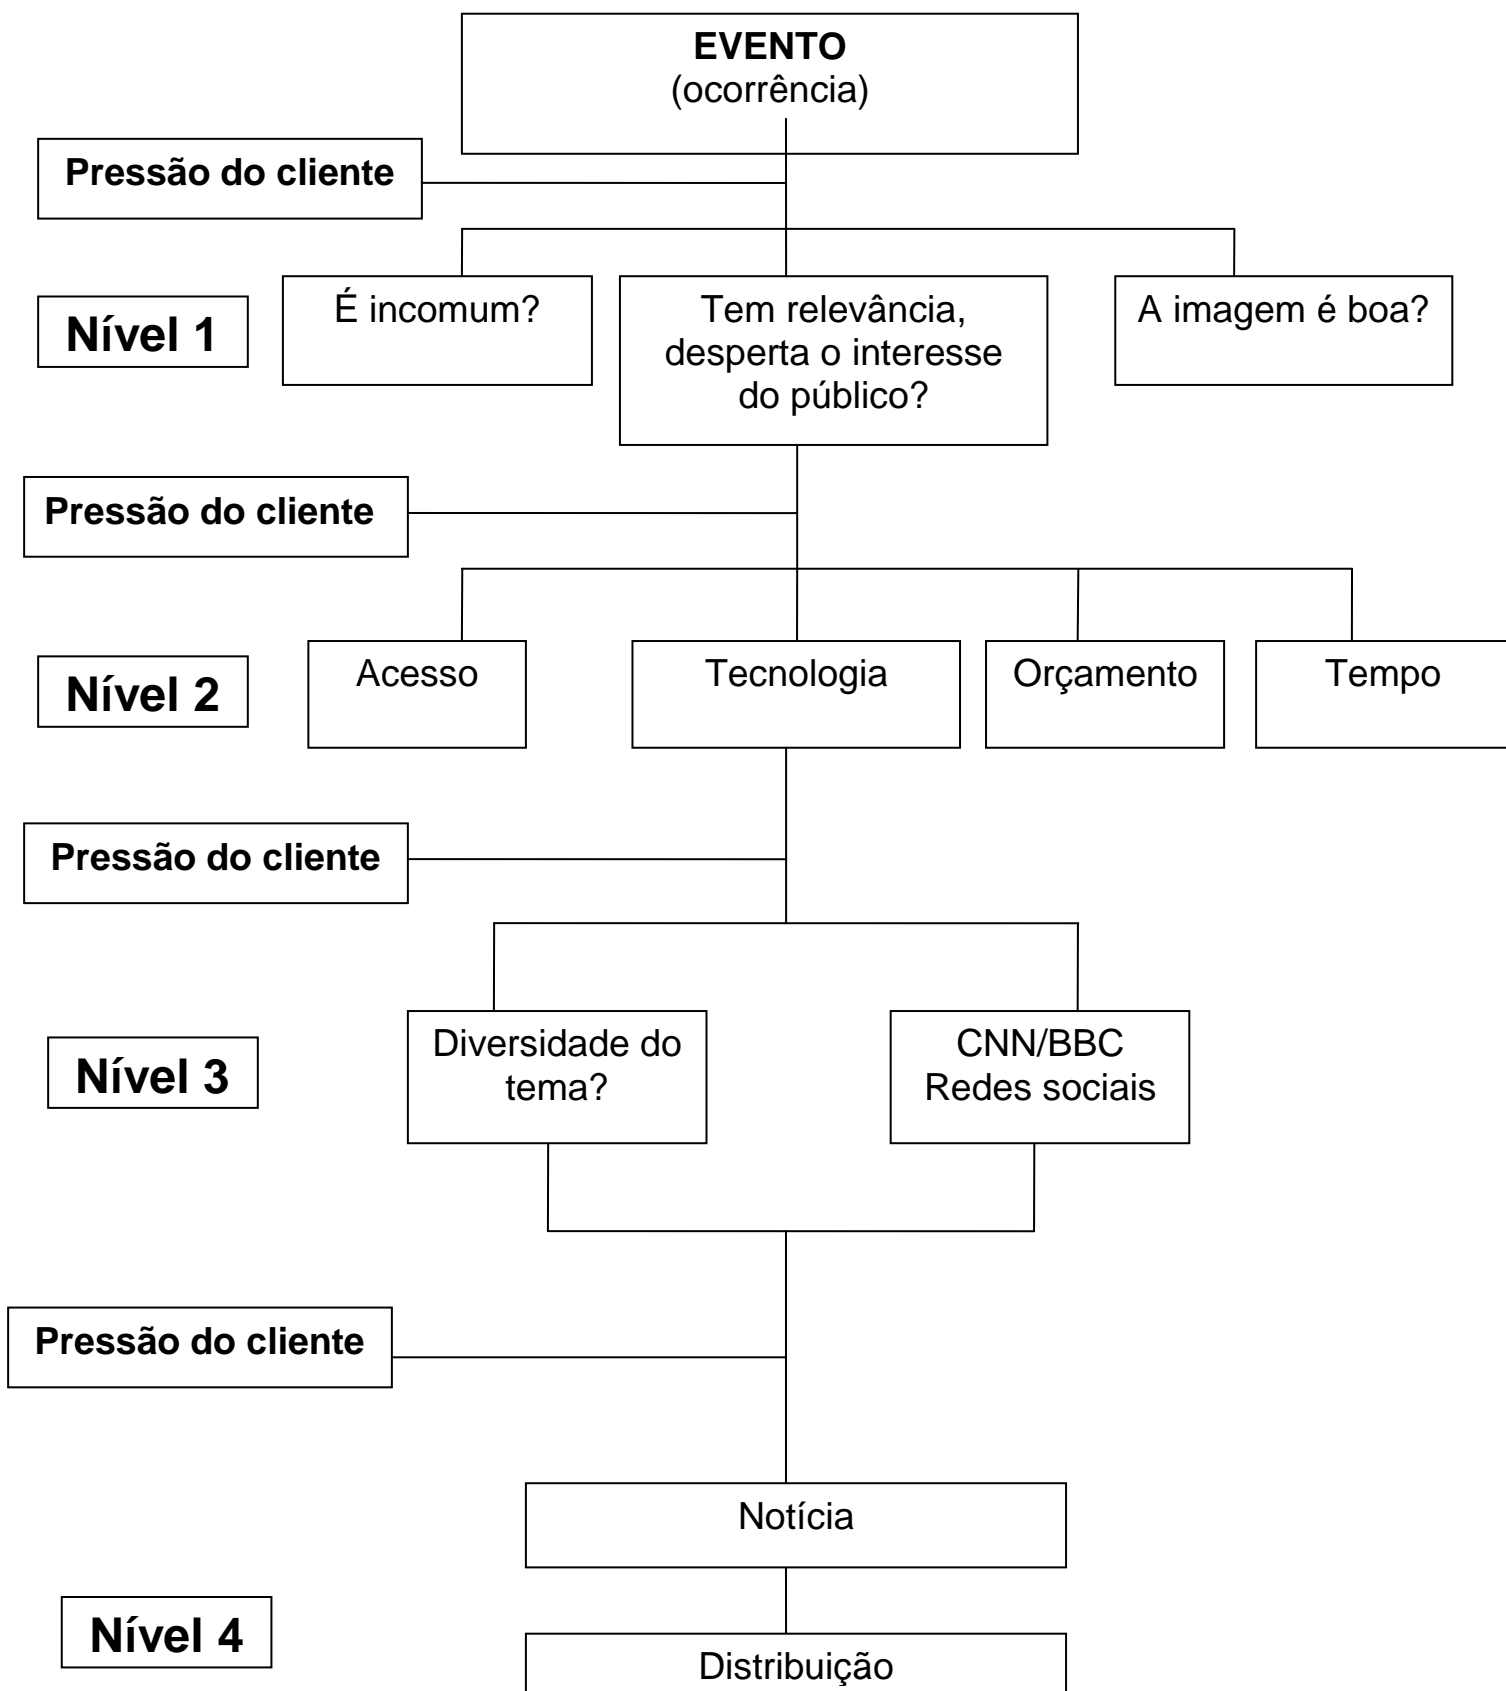 EVENTO
(ocorrência)
Pressão do cliente
Nível 1
É incomum?
Tem relevância,
desperta o interesse
do público?
A imagem é boa?
Pressão do cliente
Nível 2
Acesso
Tecnologia
Orçamento
Tempo
Pressão do cliente
Nível 3
Diversidade do
tema?
CNN/BBC
Redes sociais
Pressão do cliente
Notícia
Nível 4
Distribuição